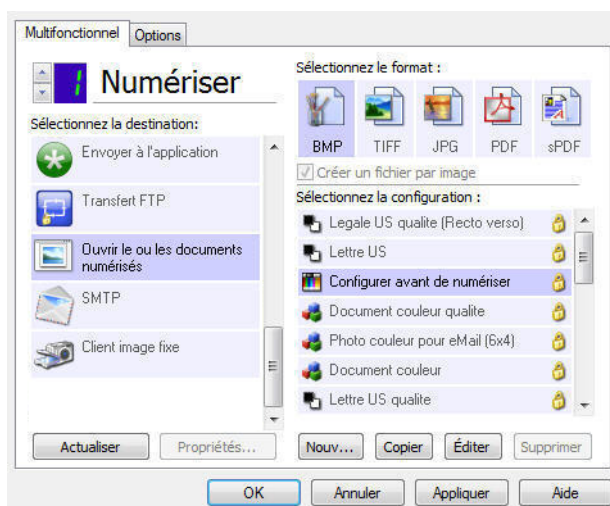 Multifonctionnel
Options
1 Numériser
Sélectionnez la destination:
Envoyer à l'application
Transfert FTP
Ouvrir le ou les documents
numérisés
SMTP
Client image fixe
Actualiser
Propriétés...
Sélectionnez le format :
BMP
TIFF
JPG
PDF
sPDF
Créer un fichier par image
Sélectionnez la configuration :
Legale US qualite (Recto verso)
Lettre US
Configurer avant de numériser
Document couleur qualite
Photo couleur pour eMail (6x4)
Document couleur
Lettre US qualite
Nouv...
Copier
Éditer
Supprimer
OK
Annuler
Appliquer
Aide